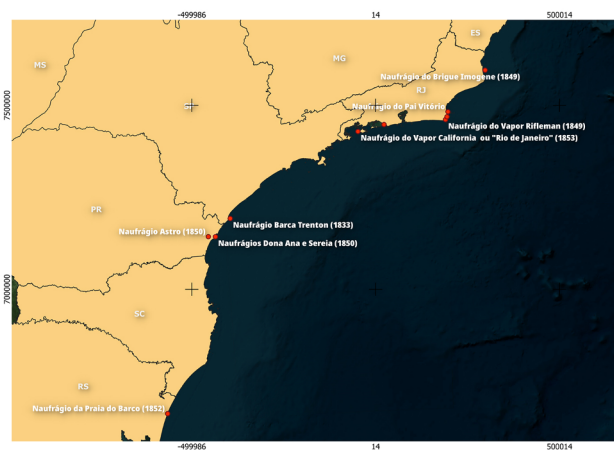 -499986 14 500014
ES
MS
MG
Naufrágio do Brigue Imogene (1849)
RJ
7500000
Naufrágio do Pai Vitório
Naufrágio do Vapor Rifleman (1849)
Naufrágio do Vapor California ou "Rio de Janeiro" (1853)
PR
Naufrágio Barca Trenton (1833)
Naufrágio Astro (1850)
Naufrágios Dona Ana e Sereia (1850)
7000000
SC
RS
Naufrágio da Praia do Barco (1852)
-499986 14 500014